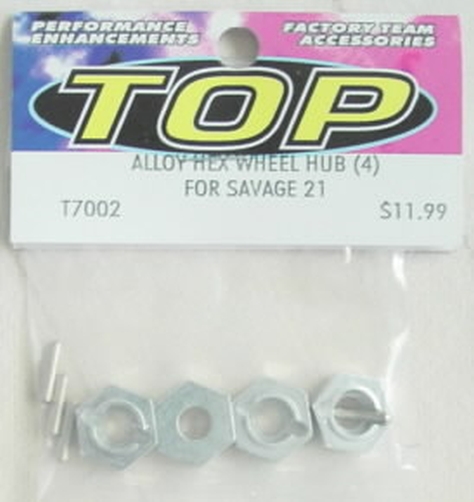 PERFORMANCE ENHANCEMENTS
FACTORY TEAM ACCESSORIES
TOP
ALLOY HEX WHEEL HUB (4)
FOR SAVAGE 21
T7002 $11.99